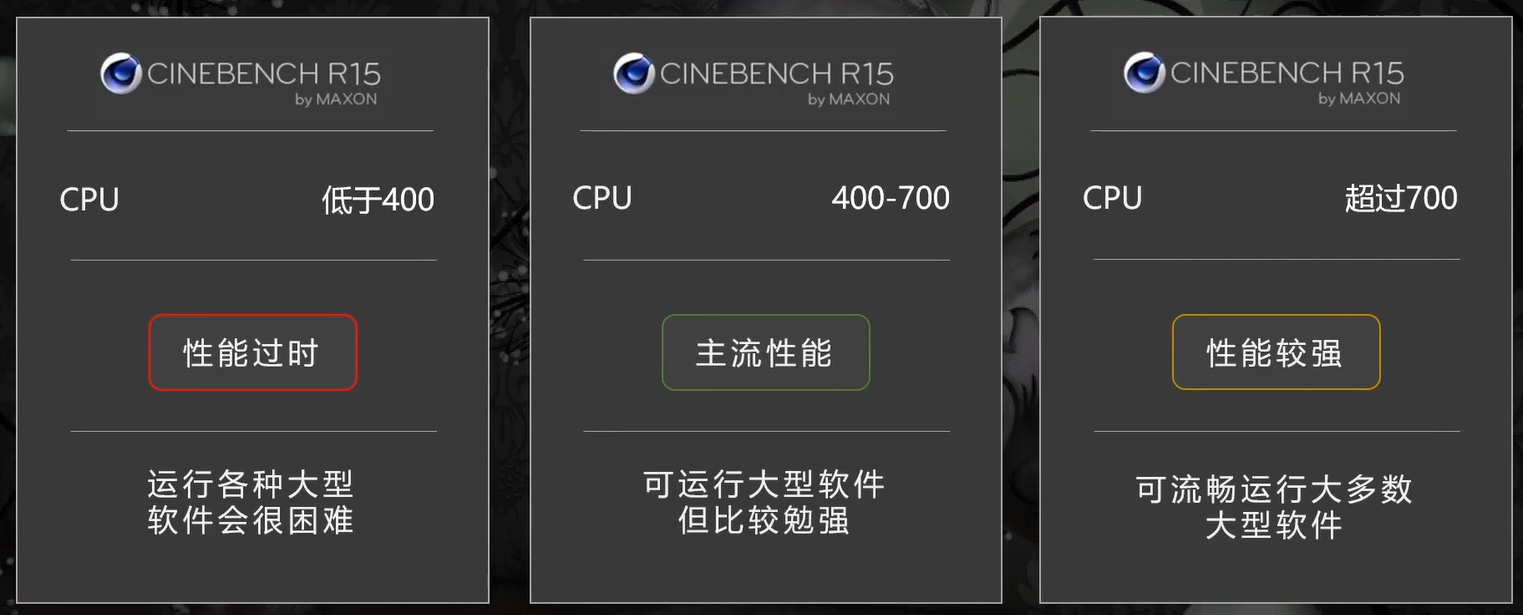 CINEBENCH R15
by MAXON
CPU 低于400
性能过时
运行各种大型
软件会很困难
CINEBENCH R15
by MAXON
CPU 400-700
主流性能
可运行大型软件
但比较勉强
CINEBENCH R15
by MAXON
CPU 超过700
性能较强
可流畅运行大多数
大型软件